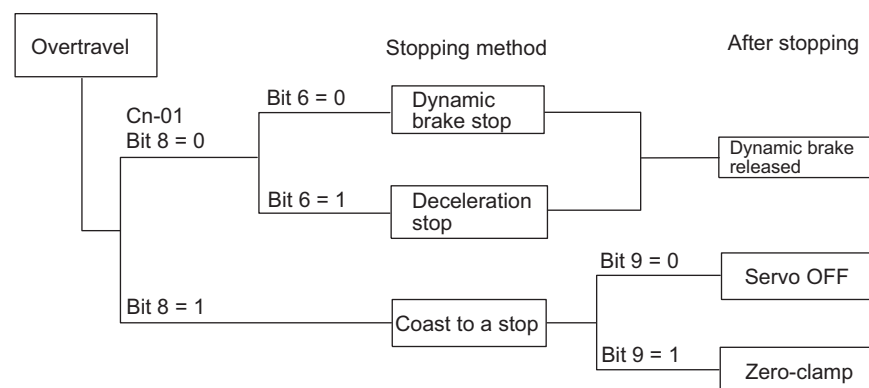 Overtravel
Stopping method
After stopping
Cn-01
Bit 8 = 0
Bit 6 = 0
Dynamic
brake stop
Dynamic brake
released
Bit 6 = 1
Deceleration
stop
Bit 8 = 1
Coast to a stop
Bit 9 = 0
Servo OFF
Bit 9 = 1
Zero-clamp